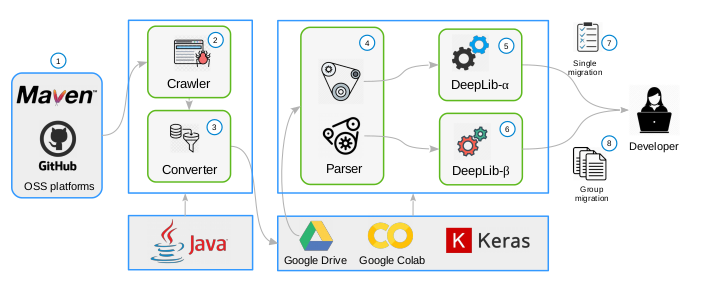 1
Maven™
GitHub
OSS platforms
2
Crawler
3
Converter
Java
4
Parser
5
DeepLib-α
6
DeepLib-β
Google Drive
Google Colab
K Keras
7
Single
migration
8
Group
migration
Developer